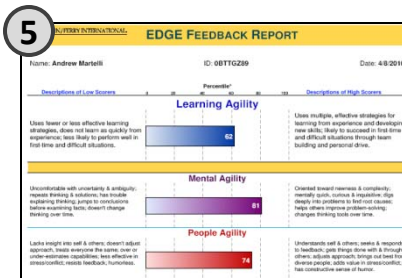 5
N/FERRY INTERNATIONAL
EDGE FEEDBACK REPORT
Name: Andrew Martelli
ID: 0BTTGZ89
Date: 4/8/2016
Descriptions of Low Scorers
Percentile*
Descriptions of High Scorers
Learning Agility
Uses fewer or less effective learning
strategies, does not learn as quickly from
experience; less likely to perform well in
first-time and difficult situations.
62
Uses multiple, effective strategies for
learning from experience and developing
new skills; likely to succeed in first time
and difficult situations through team
building and personal drive.
Mental Agility
Uncomfortable with uncertainty & ambiguity;
repeats thinking & solutions; has trouble
explaining thinking; jumps to conclusions
before examining facts; doesn't change
thinking over time.
81
Oriented toward newness & complexity;
mentally quick, curious & inquisitive; digs
deeply into problems to find root causes;
helps others improve problem-solving;
changes thinking tools over time.
People Agility
Lacks insight into self & others; doesn't adjust
approach, treats everyone the same; over or
under-estimates capabilities; less effective in
stress/conflict; resists feedback, humorless.
74
Understands self & others; seeks & responds
to feedback; gets things done with & through
others; adjusts approach, brings out best from
diverse people, adds value in stress/conflict;
has constructive sense of humor.